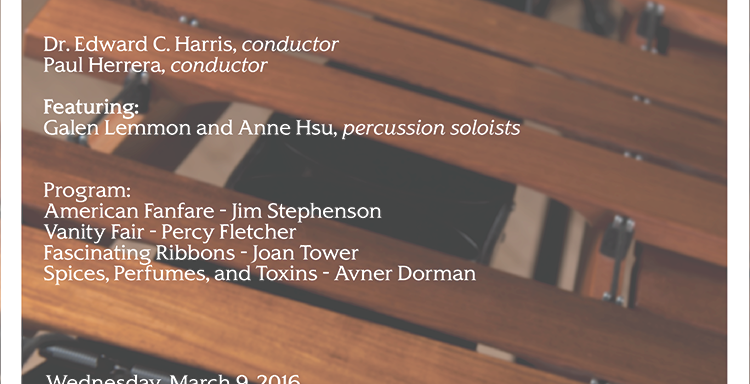 Dr. Edward C. Harris, conductor
Paul Herrera, conductor
Featuring:
Galen Lemmon and Anne Hsu, percussion soloists
Program:
American Fanfare - Jim Stephenson
Vanity Fair - Percy Fletcher
Fascinating Ribbons - Joan Tower
Spices, Perfumes, and Toxins - Avner Dorman
Wednesday, March 9, 2016